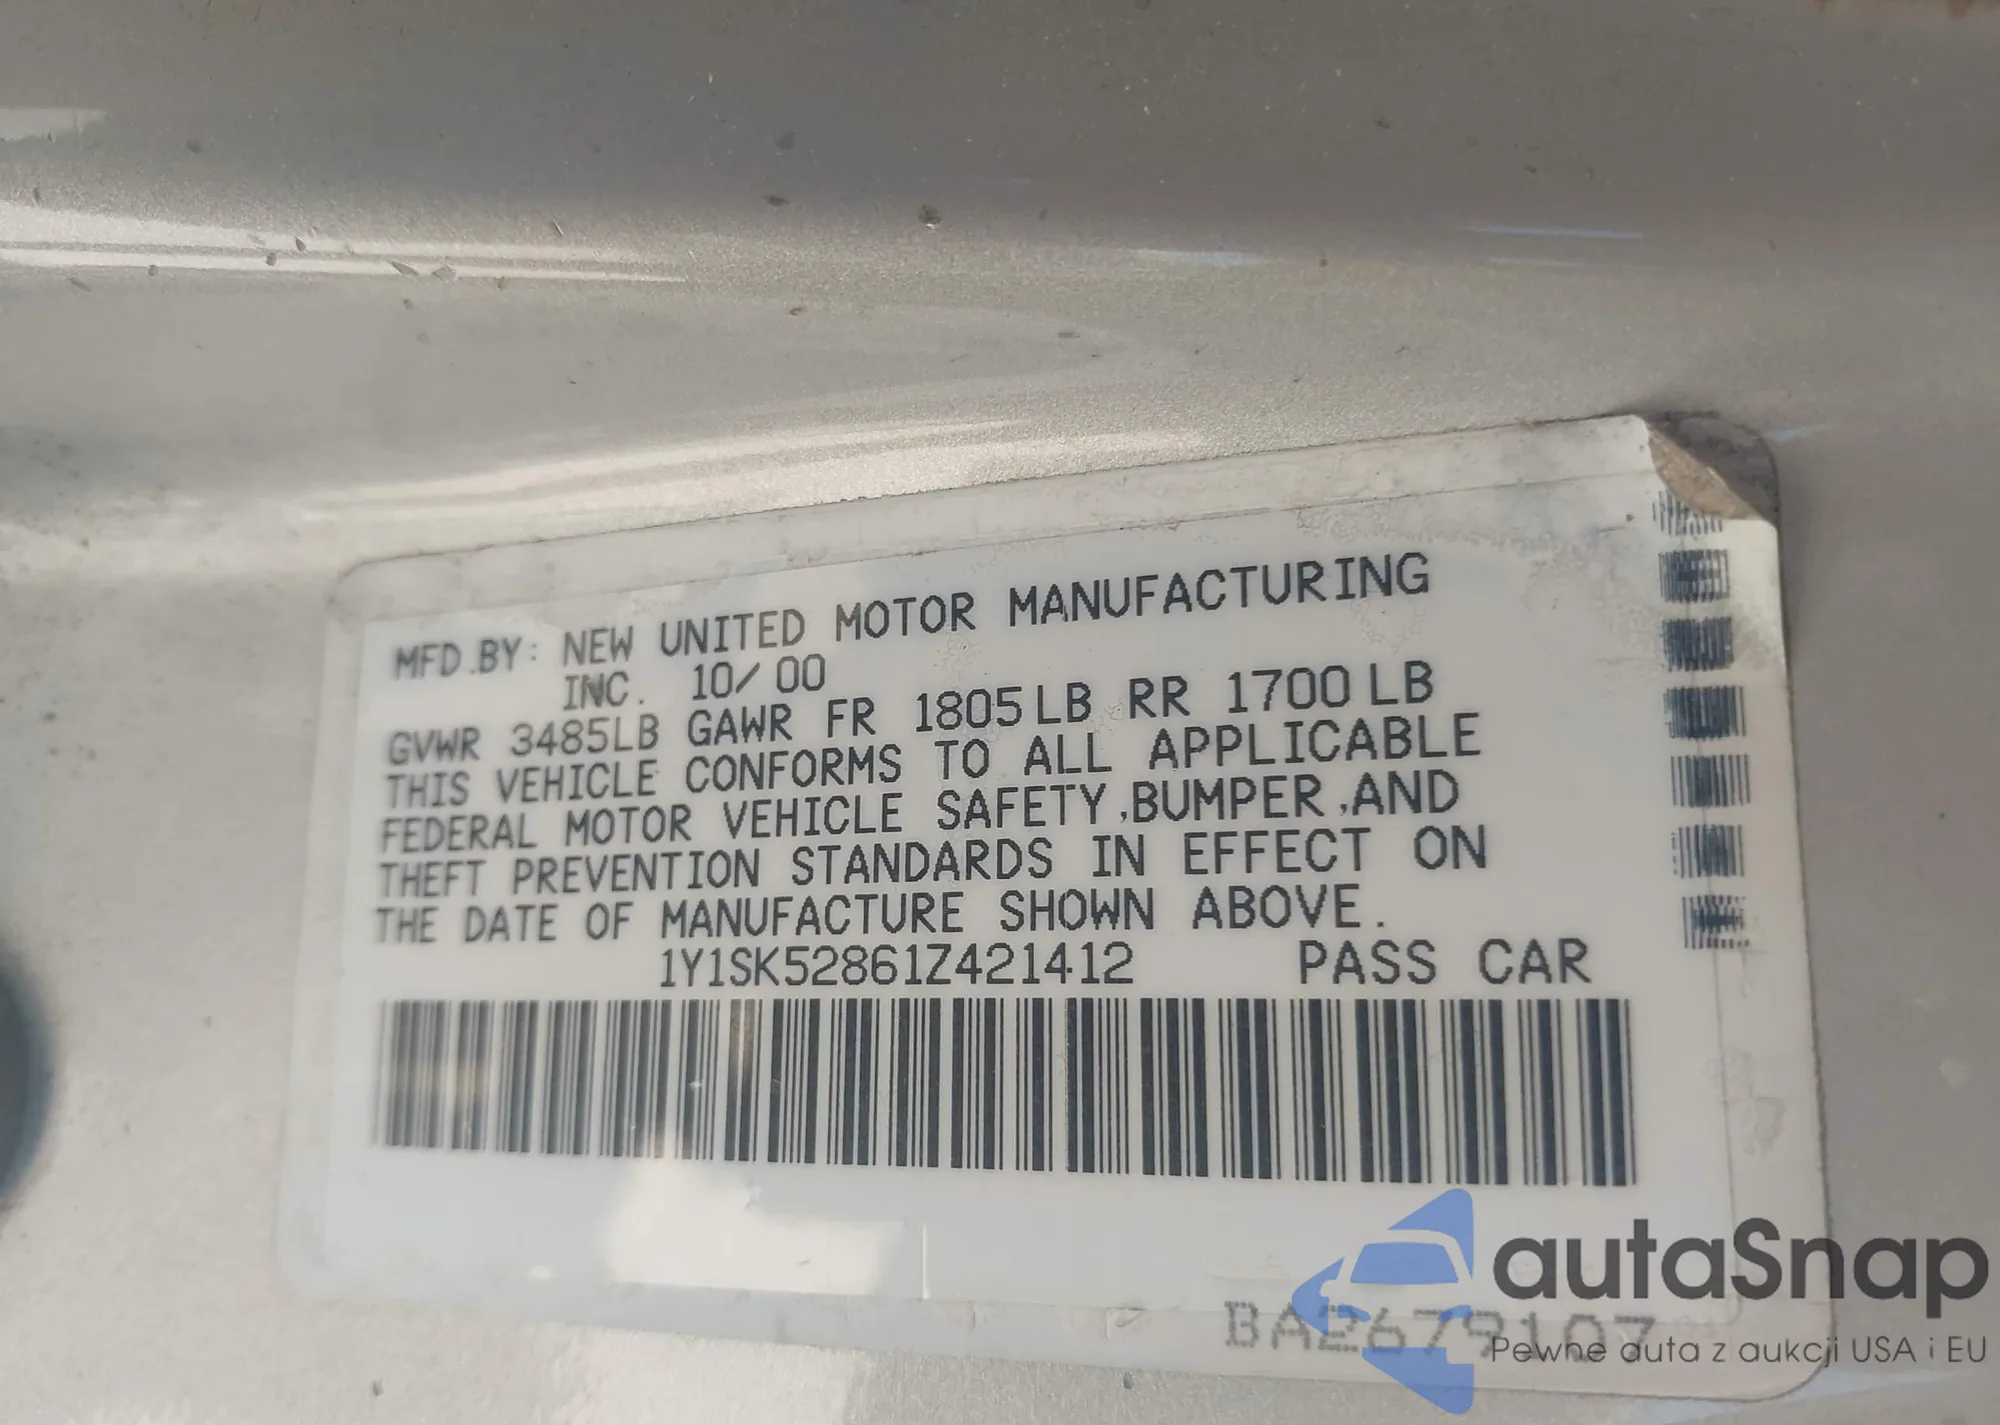 MFD.BY: NEW UNITED MOTOR MANUFACTURING
INC. 10/00
GVWR 3485LB GAWR FR 1805LB RR 1700LB
THIS VEHICLE CONFORMS TO ALL APPLICABLE
FEDERAL MOTOR VEHICLE SAFETY,BUMPER,AND
THEFT PREVENTION STANDARDS IN EFFECT ON
THE DATE OF MANUFACTURE SHOWN ABOVE.
1Y1SK52861Z421412 PASS CAR
autaSnap
BA2679107
Pewne auta z aukcji USA i EU